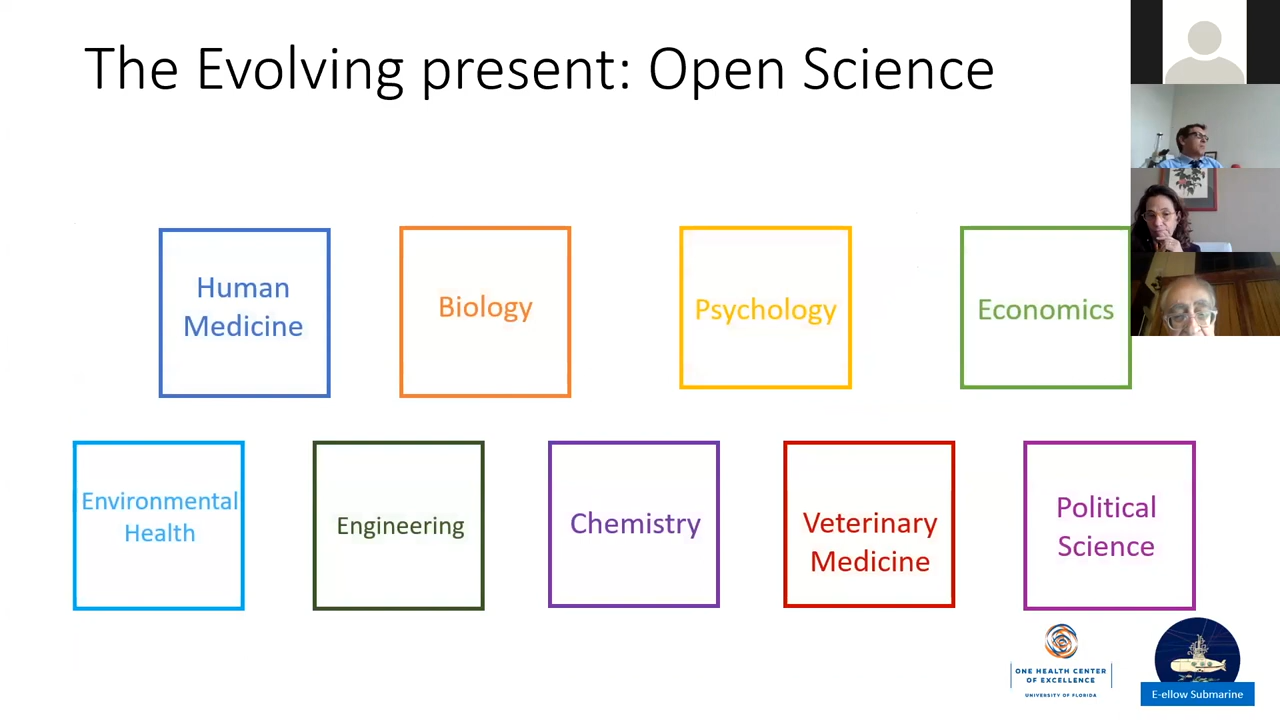 The Evolving present: Open Science
Human
Medicine
Biology
Psychology
Economics
Environmental
Health
Engineering
Chemistry
Veterinary
Medicine
Political
Science
ONE HEALTH CENTER
OF EXCELLENCE
UNIVERSITY OF FLORIDA
E-ellow Submarine